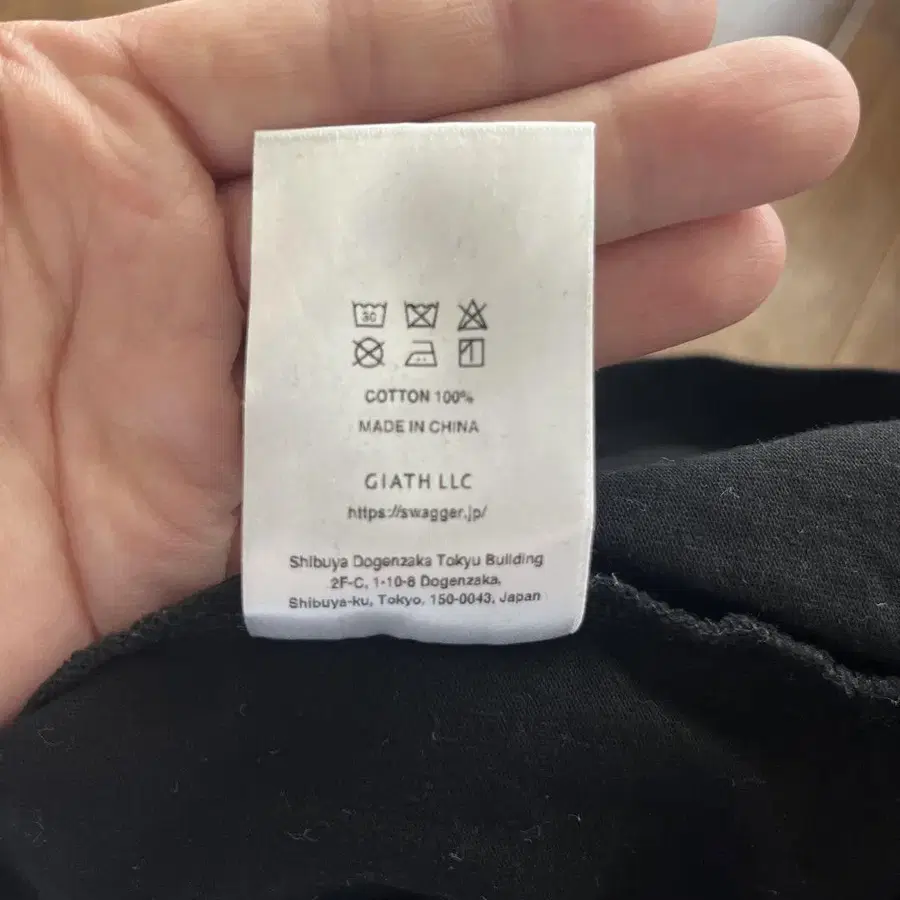 30
COTTON 100%
MADE IN CHINA
GIATH LLC
https://swagger.jp/
Shibuya Dogenzaka Tokyu Building
2F-C, 1-10-8 Dogenzaka,
Shibuya-ku, Tokyo, 150-0043, Japan